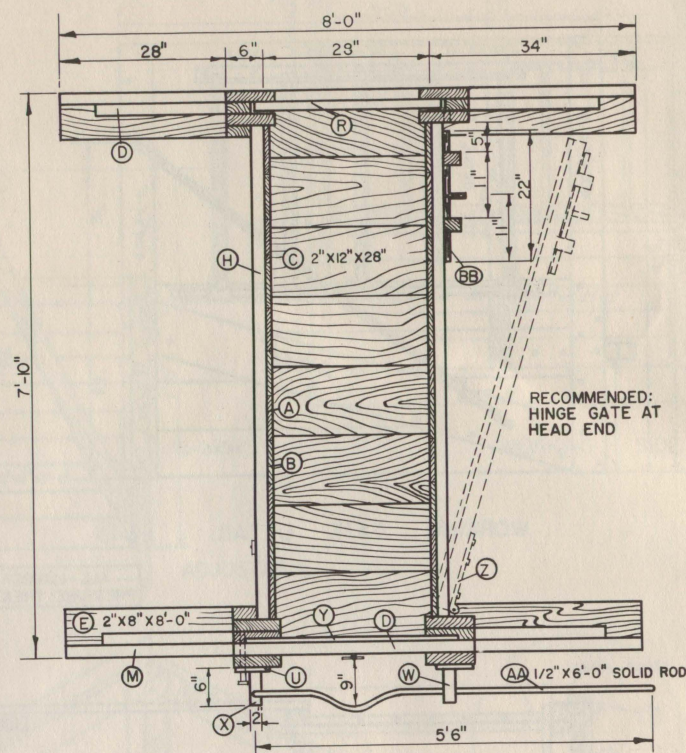 8'-0"
28" 6" 29" 34"
R
D
5"
11"
22"
11"
H
C 2"X12"X28"
BB
7'-10"
RECOMMENDED:
HINGE GATE AT
HEAD END
A
B
Z
E 2"X8"X8'-0"
Y
D
M
U
W
AA 1/2"X6'-0" SOLID ROD
6"
9"
X
2
5'6"